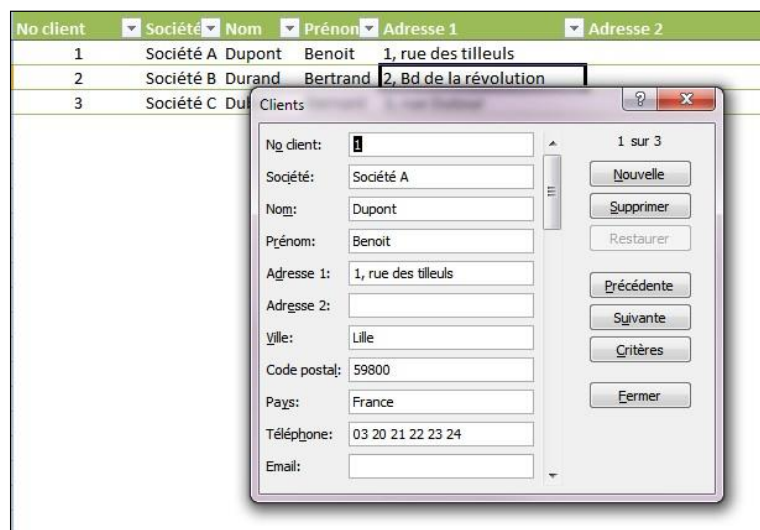 No client Société Nom Prénon Adresse 1 Adresse 2
1 Société A Dupont Benoit 1, rue des tilleuls
2 Société B Durand Bertrand 2, Bd de la révolution
3 Société C
Clients
No client: 1
1 sur 3
Société: Société A
Nouvelle
Nom: Dupont
Supprimer
Prénom: Benoit
Restaurer
Adresse 1: 1, rue des tilleuls
Précédente
Adresse 2:
Suivante
Ville: Lille
Critères
Code postal: 59800
Pays: France
Fermer
Téléphone: 03 20 21 22 23 24
Email: